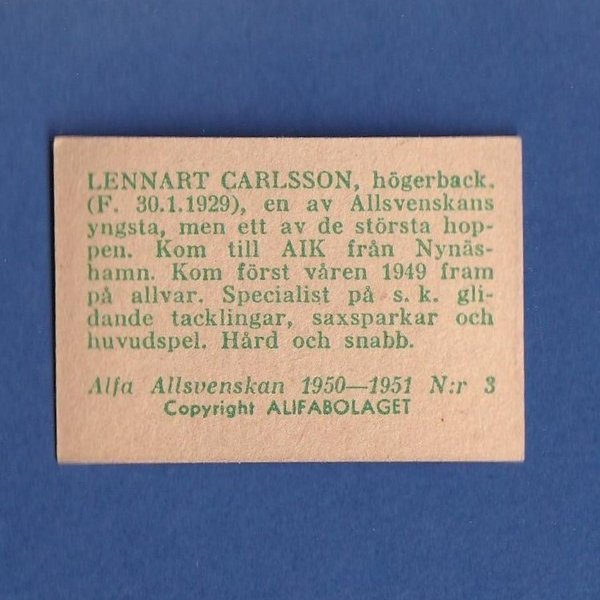 LENNART CARLSSON, högerback.
(F. 30.1.1929), en av Allsvenskans
yngsta, men ett av de största hop-
pen. Kom till AIK från Nynäs-
hamn. Kom först våren 1949 fram
på allvar. Specialist på s. k. gli-
dande tacklingar, saxsparkar och
huvudspel. Hård och snabb.
Alfa Allsvenskan 1950—1951 N:r 3
Copyright ALIFABOLAGET